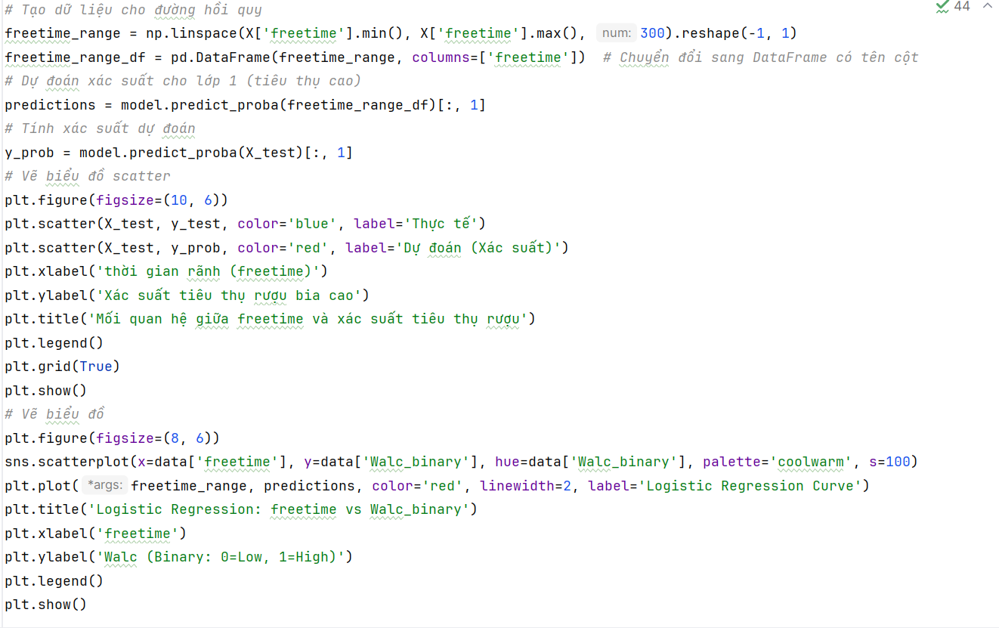 # Tạo dữ liệu cho đường hồi quy
44
freetime_range = np.linspace(X['freetime'].min(), X['freetime'].max(), num: 300).reshape(-1, 1)
freetime_range_df = pd.DataFrame(freetime_range, columns=['freetime'])  # Chuyển đổi sang DataFrame có tên cột
# Dự đoán xác suất cho lớp 1 (tiêu thụ cao)
predictions = model.predict_proba(freetime_range_df)[:, 1]
# Tính xác suất dự đoán
y_prob = model.predict_proba(X_test)[:, 1]
# Vẽ biểu đồ scatter
plt.figure(figsize=(10, 6))
plt.scatter(X_test, y_test, color='blue', label='Thực tế')
plt.scatter(X_test, y_prob, color='red', label='Dự đoán (Xác suất)')
plt.xlabel('thời gian rãnh (freetime)')
plt.ylabel('Xác suất tiêu thụ rượu bia cao')
plt.title('Mối quan hệ giữa freetime và xác suất tiêu thụ rượu')
plt.legend()
plt.grid(True)
plt.show()
# Vẽ biểu đồ
plt.figure(figsize=(8, 6))
sns.scatterplot(x=data['freetime'], y=data['Walc_binary'], hue=data['Walc_binary'], palette='coolwarm', s=100)
plt.plot( *args: freetime_range, predictions, color='red', linewidth=2, label='Logistic Regression Curve')
plt.title('Logistic Regression: freetime vs Walc_binary')
plt.xlabel('freetime')
plt.ylabel('Walc (Binary: 0=Low, 1=High)')
plt.legend()
plt.show()